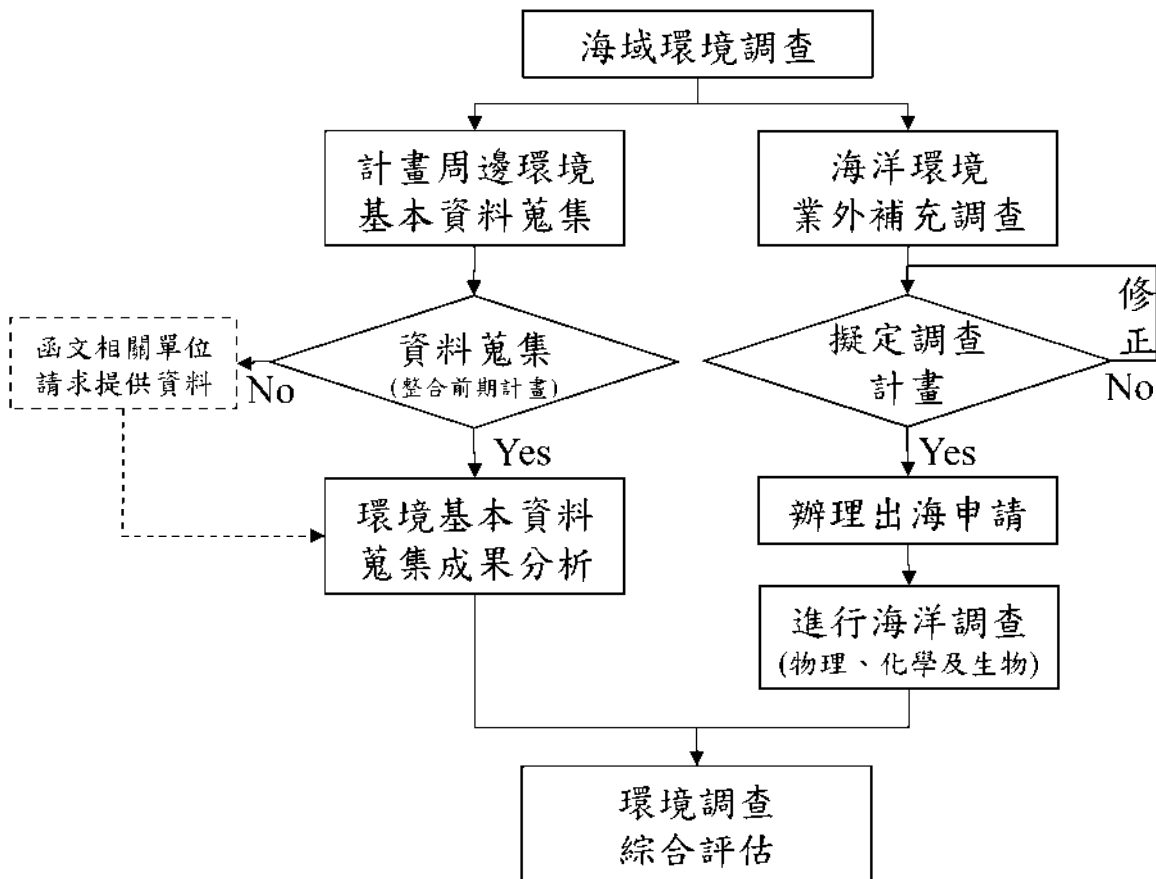 海域環境調查
計畫周邊環境
基本資料蒐集
海洋環境
業外補充調查
資料蒐集
(整合前期計畫)
擬定調查
計畫
修
正
函文相關單位
請求提供資料
No
No
Yes
Yes
環境基本資料
蒐集成果分析
辦理出海申請
進行海洋調查
(物理、化學及生物)
環境調查
綜合評估